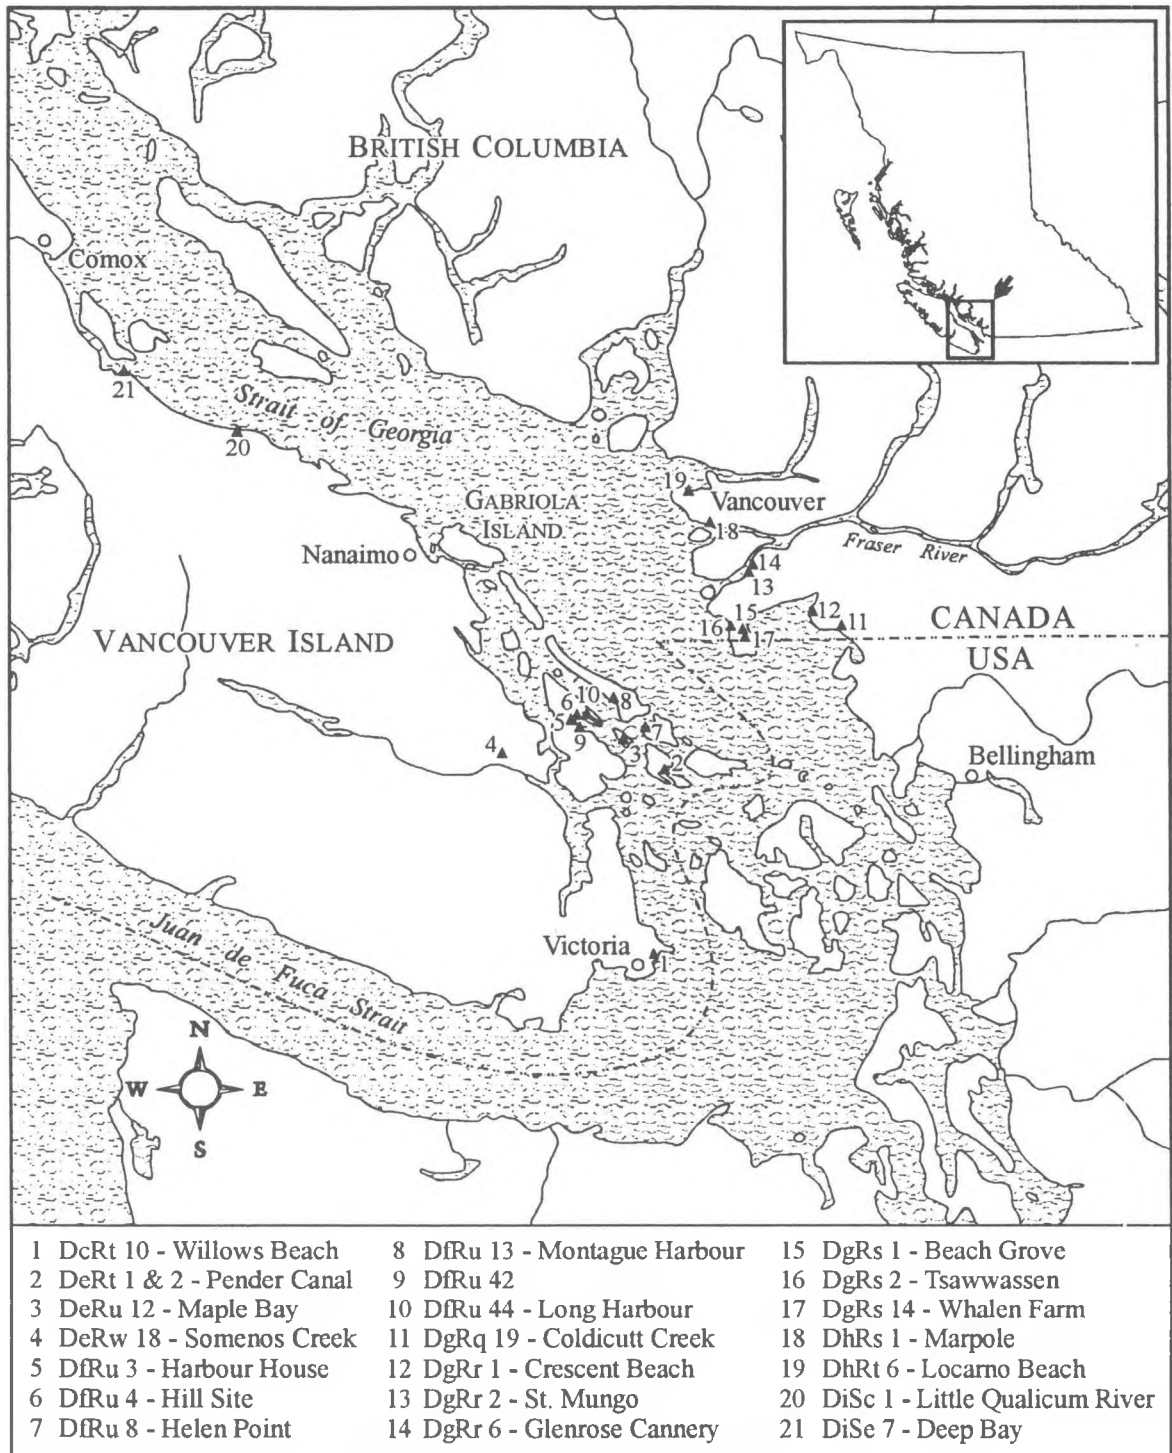 BRITISH COLUMBIA
Comox
21
Strait of Georgia
20
19
Vancouver
GABRIOLA
ISLAND
18
Fraser River
Nanaimo
14
13
12
15
16
11
CANADA
17
VANCOUVER ISLAND
USA
10
6
8
5
7
9
3
4
2
Bellingham
Victoria
1
Juan de Fuca Strait
N
W
E
S
1 DcRt 10 - Willows Beach
2 DeRt 1 & 2 - Pender Canal
3 DeRu 12 - Maple Bay
4 DeRw 18 - Somenos Creek
5 DfRu 3 - Harbour House
6 DfRu 4 - Hill Site
7 DfRu 8 - Helen Point
8 DfRu 13 - Montague Harbour
9 DfRu 42
10 DfRu 44 - Long Harbour
11 DgRq 19 - Coldicutt Creek
12 DgRr 1 - Crescent Beach
13 DgRr 2 - St. Mungo
14 DgRr 6 - Glenrose Cannery
15 DgRs 1 - Beach Grove
16 DgRs 2 - Tsawwassen
17 DgRs 14 - Whalen Farm
18 DhRs 1 - Marpole
19 DhRt 6 - Locarno Beach
20 DiSc 1 - Little Qualicum River
21 DiSe 7 - Deep Bay